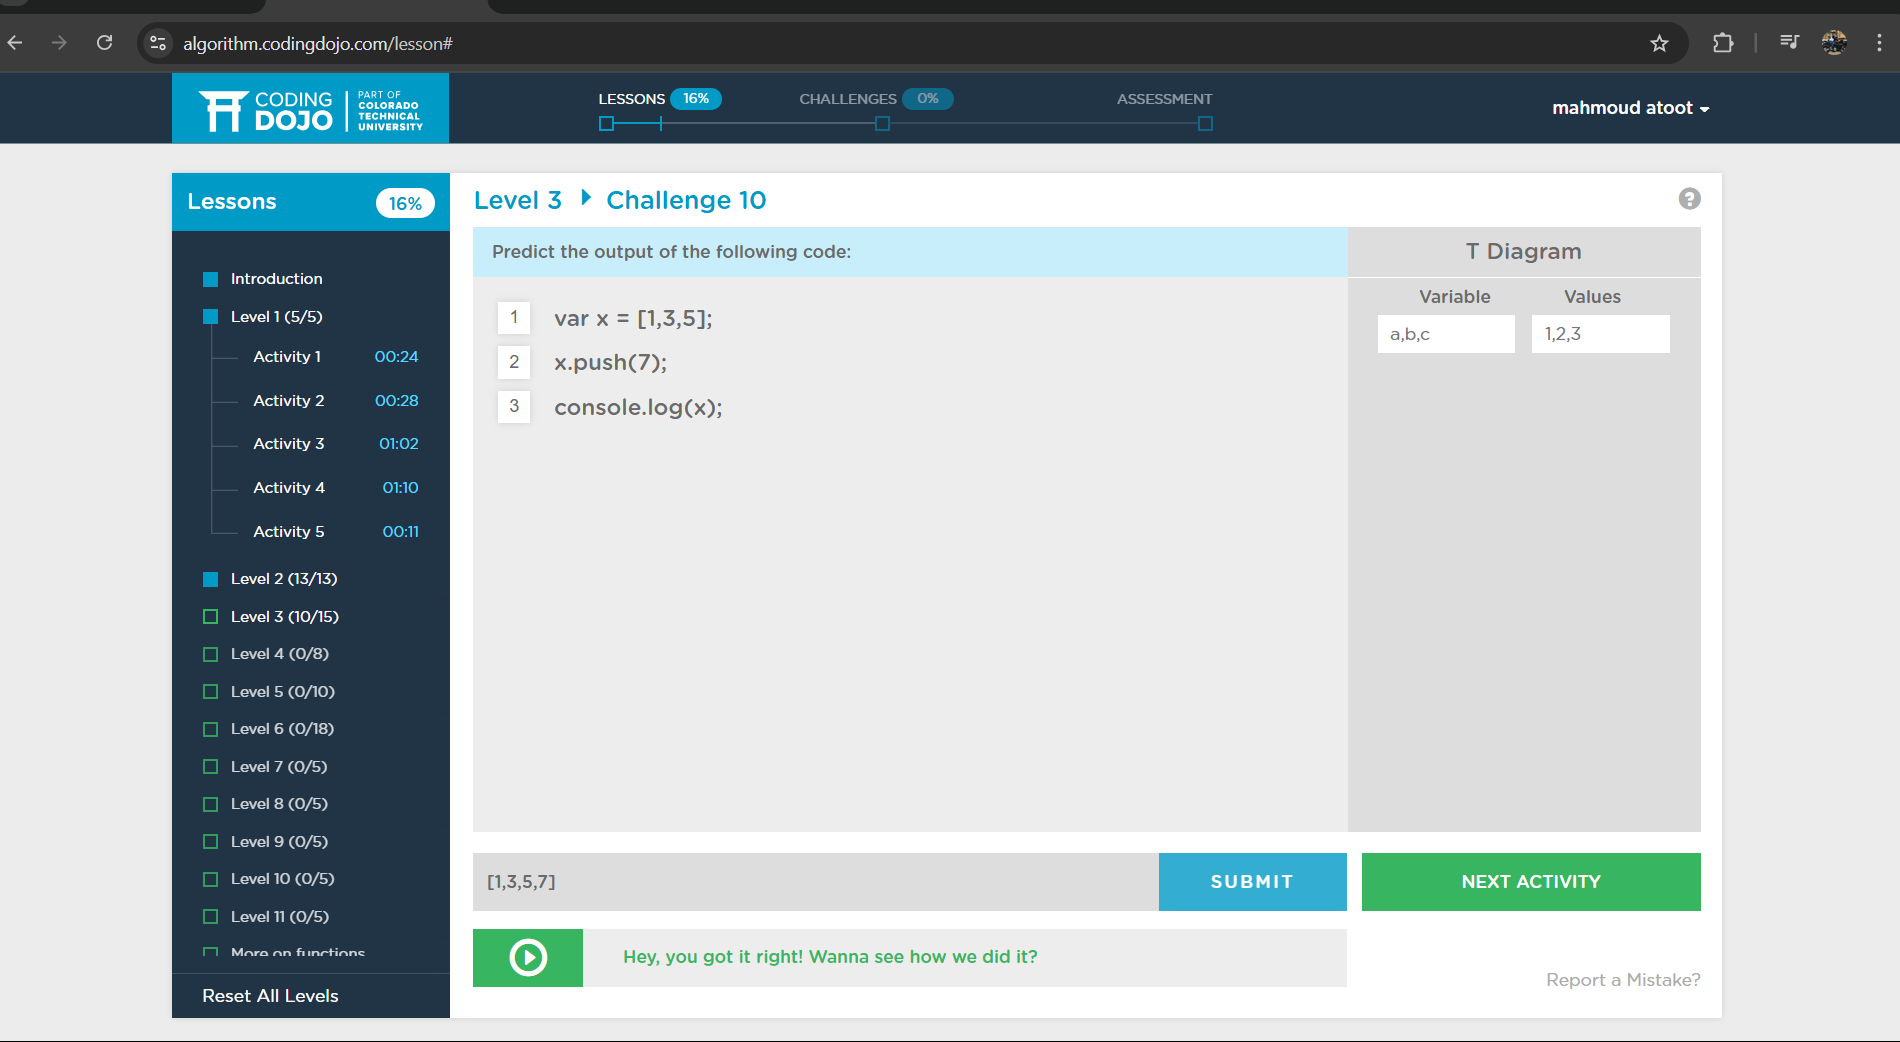 algorithm.codingdojo.com/lesson#
CODING
DOJO
PART OF
COLORADO
TECHNICAL
UNIVERSITY
LESSONS 16%
CHALLENGES 0%
ASSESSMENT
mahmoud atoot
Lessons 16%
Introduction
Level 1 (5/5)
Activity 1 00:24
Activity 2 00:28
Activity 3 01:02
Activity 4 01:10
Activity 5 00:11
Level 2 (13/13)
Level 3 (10/15)
Level 4 (0/8)
Level 5 (0/10)
Level 6 (0/18)
Level 7 (0/5)
Level 8 (0/5)
Level 9 (0/5)
Level 10 (0/5)
Level 11 (0/5)
More on functions
Reset All Levels
Level 3 Challenge 10
?
Predict the output of the following code:
1 var x = [1,3,5];
2 x.push(7);
3 console.log(x);
T Diagram
Variable Values
a,b,c 1,2,3
[1,3,5,7]
SUBMIT
NEXT ACTIVITY
Hey, you got it right! Wanna see how we did it?
Report a Mistake?